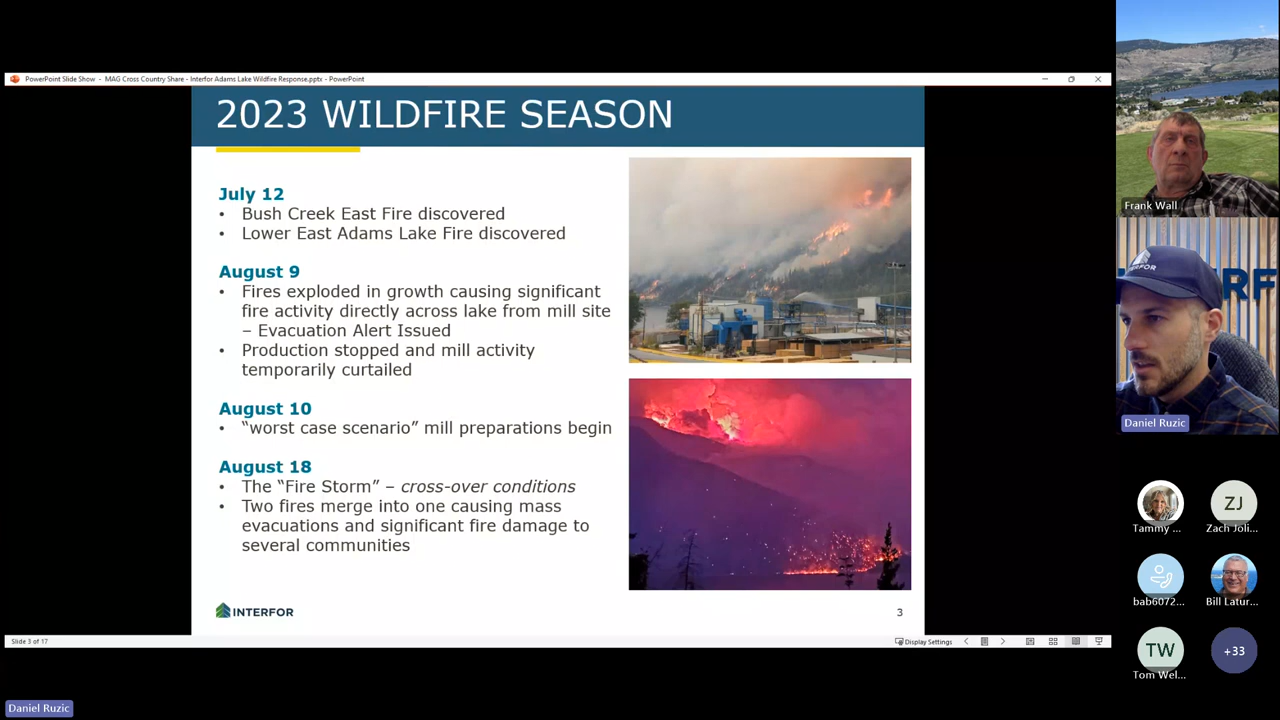 PowerPoint Slide Show - MAG Cross Country Share - Interfor Adams Lake Wildfire Response.pptx - PowerPoint
2023 WILDFIRE SEASON
July 12
• Bush Creek East Fire discovered
• Lower East Adams Lake Fire discovered
August 9
• Fires exploded in growth causing significant
fire activity directly across lake from mill site
– Evacuation Alert Issued
• Production stopped and mill activity
temporarily curtailed
August 10
• “worst case scenario” mill preparations begin
August 18
• The “Fire Storm” – cross-over conditions
• Two fires merge into one causing mass
evacuations and significant fire damage to
several communities
INTERFOR
3
Slide 3 of 17
Display Settings
Frank Wall
INTERFOR
RF
Daniel Ruzic
Tammy ...
ZJ
Zach Joli...
bab6072...
Bill Latur...
TW
Tom Wel...
+33
Daniel Ruzic